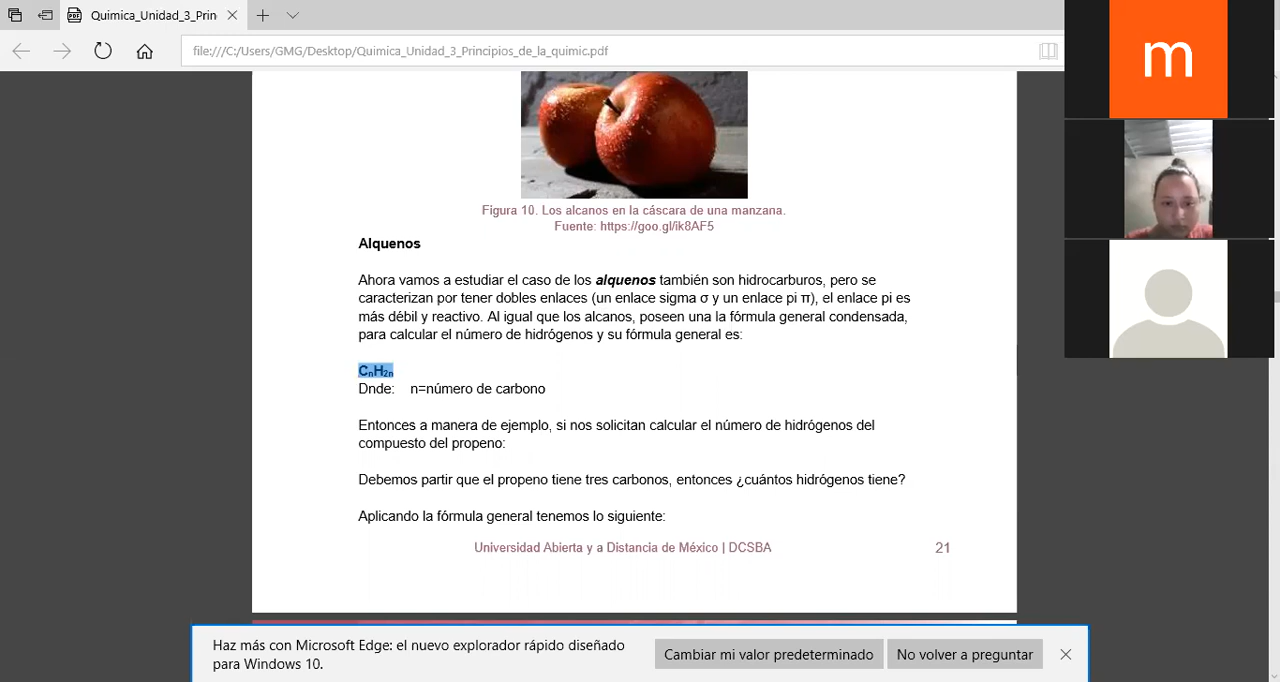 Quimica_Unidad_3_Prin
file:///C:/Users/GMG/Desktop/Quimica_Unidad_3_Principios_de_la_quimic.pdf
m
Figura 10. Los alcanos en la cáscara de una manzana.
Fuente: https://goo.gl/ik8AF5
Alquenos
Ahora vamos a estudiar el caso de los alquenos también son hidrocarburos, pero se
caracterizan por tener dobles enlaces (un enlace sigma σ y un enlace pi π), el enlace pi es
más débil y reactivo. Al igual que los alcanos, poseen una la fórmula general condensada,
para calcular el número de hidrógenos y su fórmula general es:
CₙH₂ₙ
Dnde: n=número de carbono
Entonces a manera de ejemplo, si nos solicitan calcular el número de hidrógenos del
compuesto del propeno:
Debemos partir que el propeno tiene tres carbonos, entonces ¿cuántos hidrógenos tiene?
Aplicando la fórmula general tenemos lo siguiente:
Universidad Abierta y a Distancia de México | DCSBA 21
Haz más con Microsoft Edge: el nuevo explorador rápido diseñado
para Windows 10.
Cambiar mi valor predeterminado
No volver a preguntar